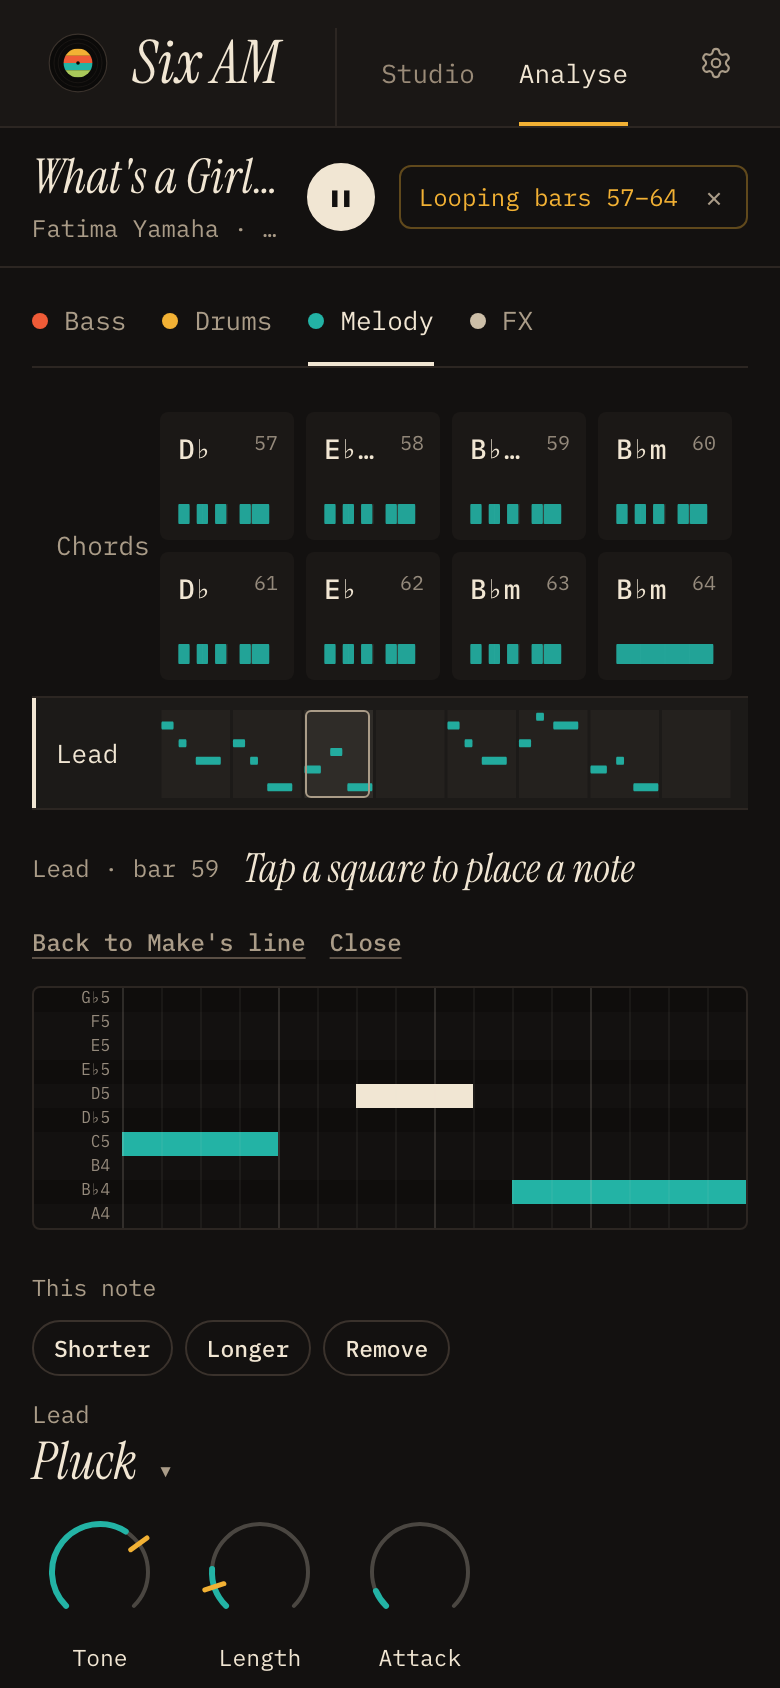 Six AM
Studio Analyse
What's a Girl...
Fatima Yamaha · …
Looping bars 57–64 ×
Bass Drums Melody FX
Chords
D♭ 57 E♭… 58 B♭… 59 B♭m 60
D♭ 61 E♭ 62 B♭m 63 B♭m 64
Lead
Lead · bar 59 Tap a square to place a note
Back to Make's line Close
G♭5
F5
E5
E♭5
D5
D♭5
C5
B4
B♭4
A4
This note
Shorter Longer Remove
Lead
Pluck ▼
Tone Length Attack